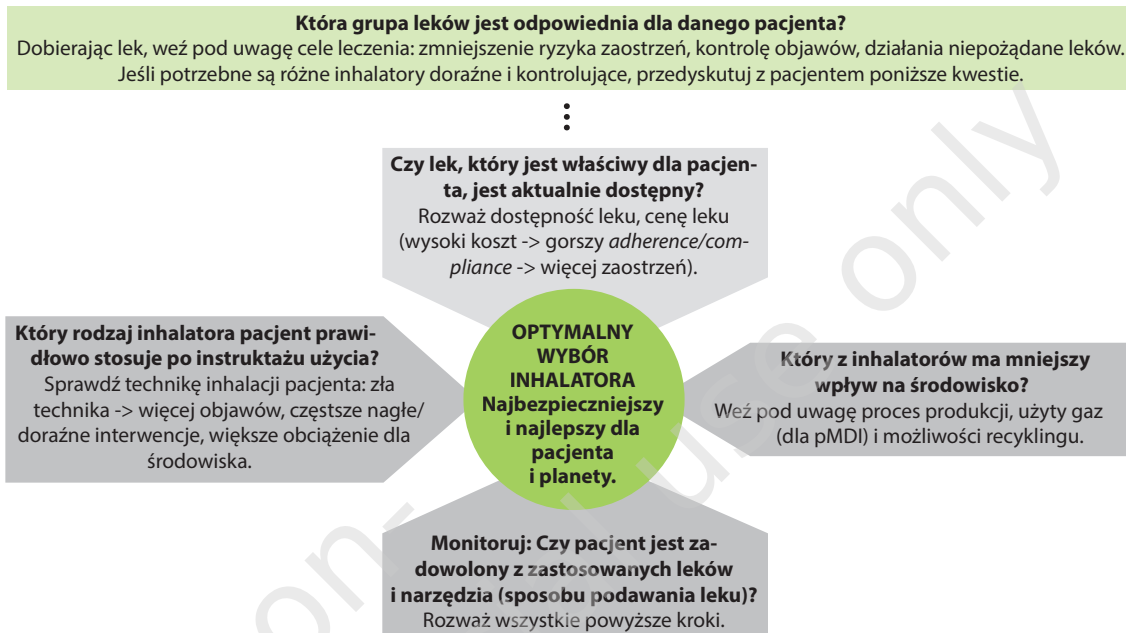 Która grupa leków jest odpowiednia dla danego pacjenta?
Dobierając lek, weź pod uwagę cele leczenia: zmniejszenie ryzyka zaostrzeń, kontrolę objawów, działania niepożądane leków.
Jeśli potrzebne są różne inhalatory doraźne i kontrolujące, przedyskutuj z pacjentem poniższe kwestie.
Czy lek, który jest właściwy dla pacjen-
ta, jest aktualnie dostępny?
Rozważ dostępność leku, cenę leku
(wysoki koszt -> gorszy adherence/com-
pliance -> więcej zaostrzeń).
Który rodzaj inhalatora pacjent prawi-
dłowo stosuje po instruktażu użycia?
Sprawdź technikę inhalacji pacjenta: zła
technika -> więcej objawów, częstsze nagłe/
doraźne interwencje, większe obciążenie dla
środowiska.
OPTYMALNY
WYBÓR
INHALATORA
Najbezpieczniejszy
i najlepszy dla
pacjenta
i planety.
Który z inhalatorów ma mniejszy
wpływ na środowisko?
Weź pod uwagę proces produkcji, użyty gaz
(dla pMDI) i możliwości recyklingu.
Monitoruj: Czy pacjent jest za-
dowolony z zastosowanych leków
i narzędzia (sposobu podawania leku)?
Rozważ wszystkie powyższe kroki.
on-
use only